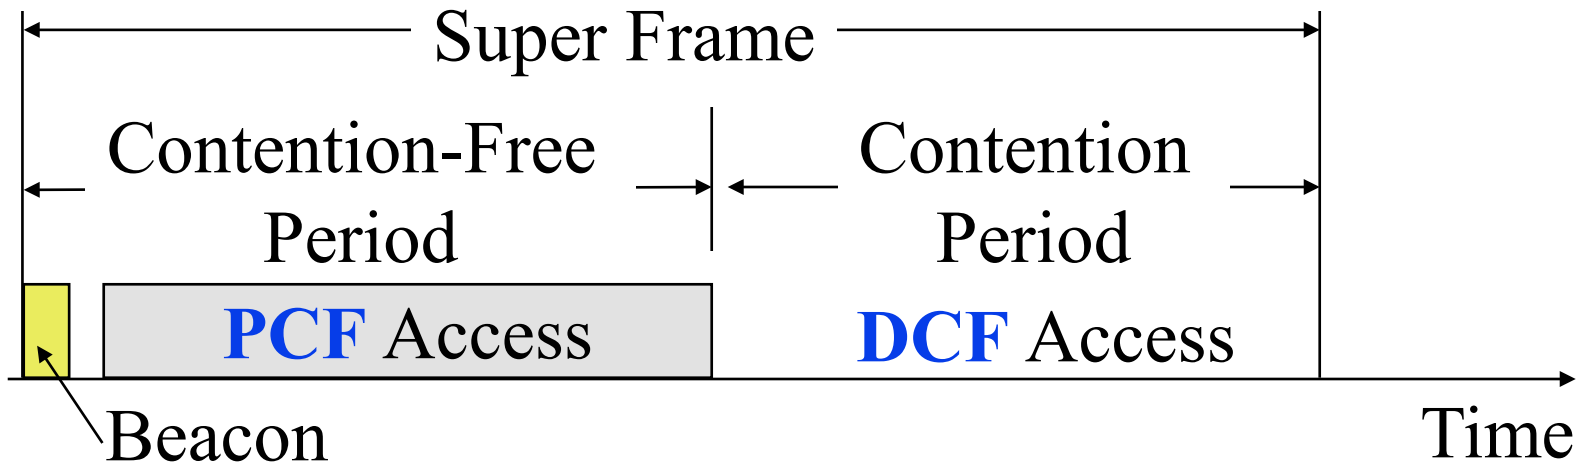 Super Frame
Contention-Free
Period
Contention
Period
PCF Access
DCF Access
Beacon
Time